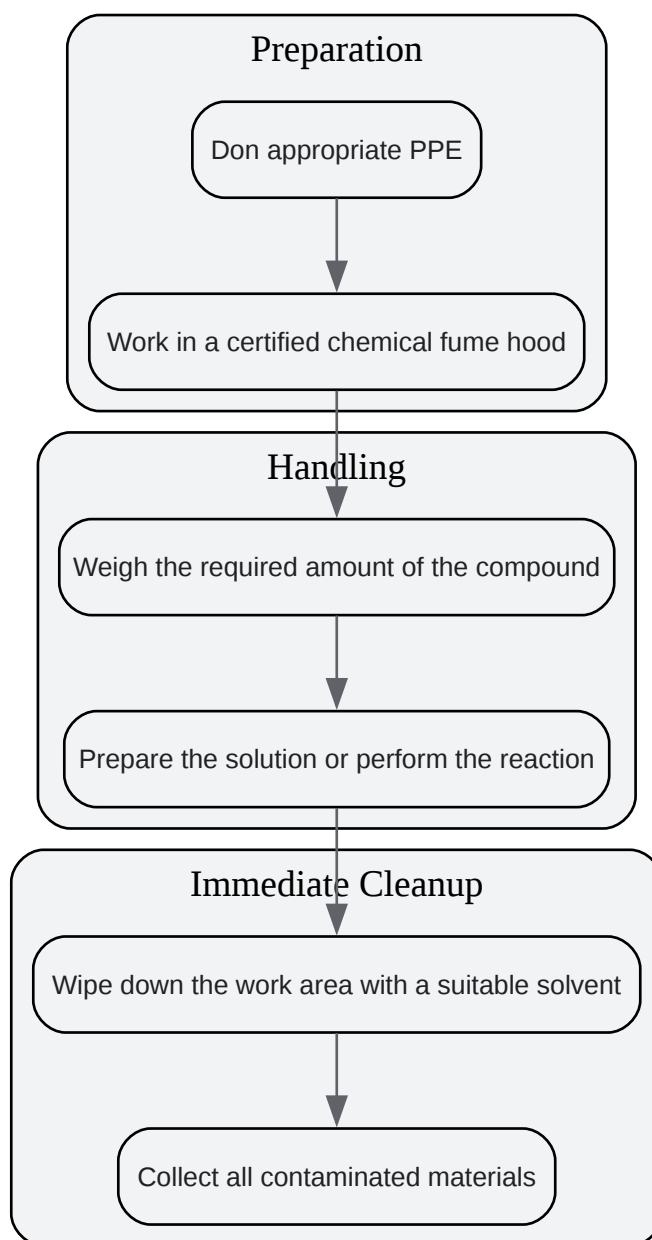 Preparation
Don appropriate PPE
Work in a certified chemical fume hood
Handling
Weigh the required amount of the compound
Prepare the solution or perform the reaction
Immediate Cleanup
Wipe down the work area with a suitable solvent
Collect all contaminated materials